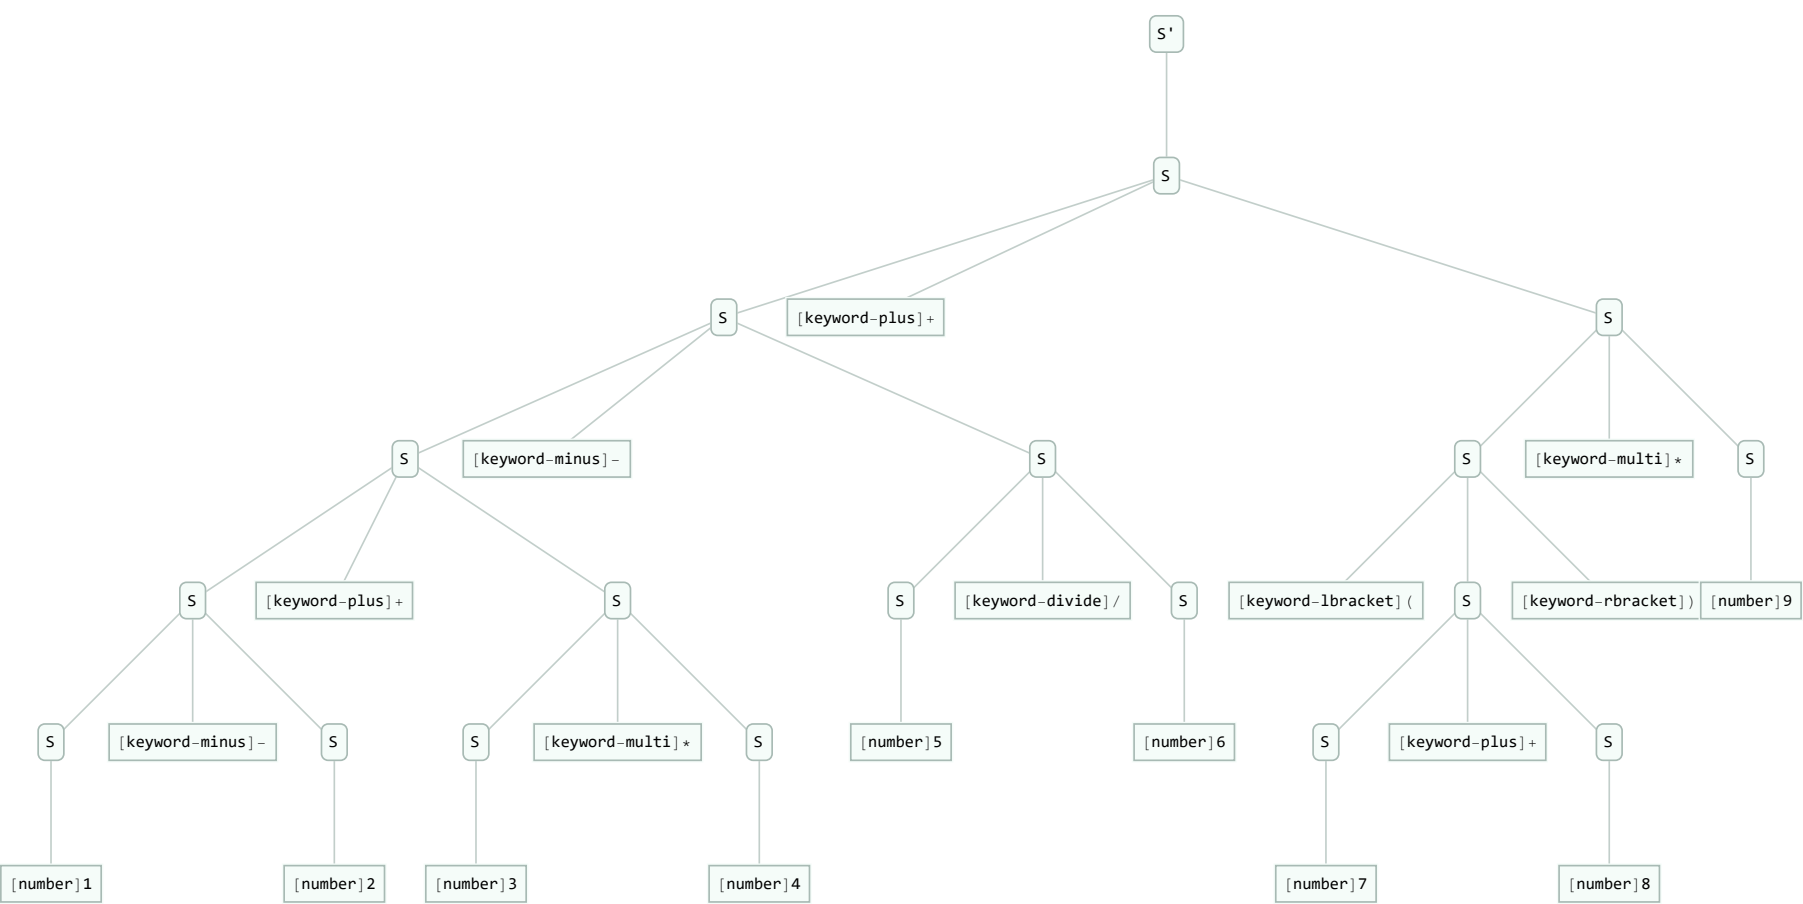 S'
S
S
[keyword-plus]+
S
S
[keyword-minus]-
S
S
[keyword-multi]*
S
S
[keyword-plus]+
S
S
[keyword-divide]/
S
[keyword-lbracket](
S
[keyword-rbracket])
[number]9
S
[keyword-minus]-
S
S
[keyword-multi]*
S
[number]5
[number]6
S
[keyword-plus]+
S
[number]1
[number]2
[number]3
[number]4
[number]7
[number]8